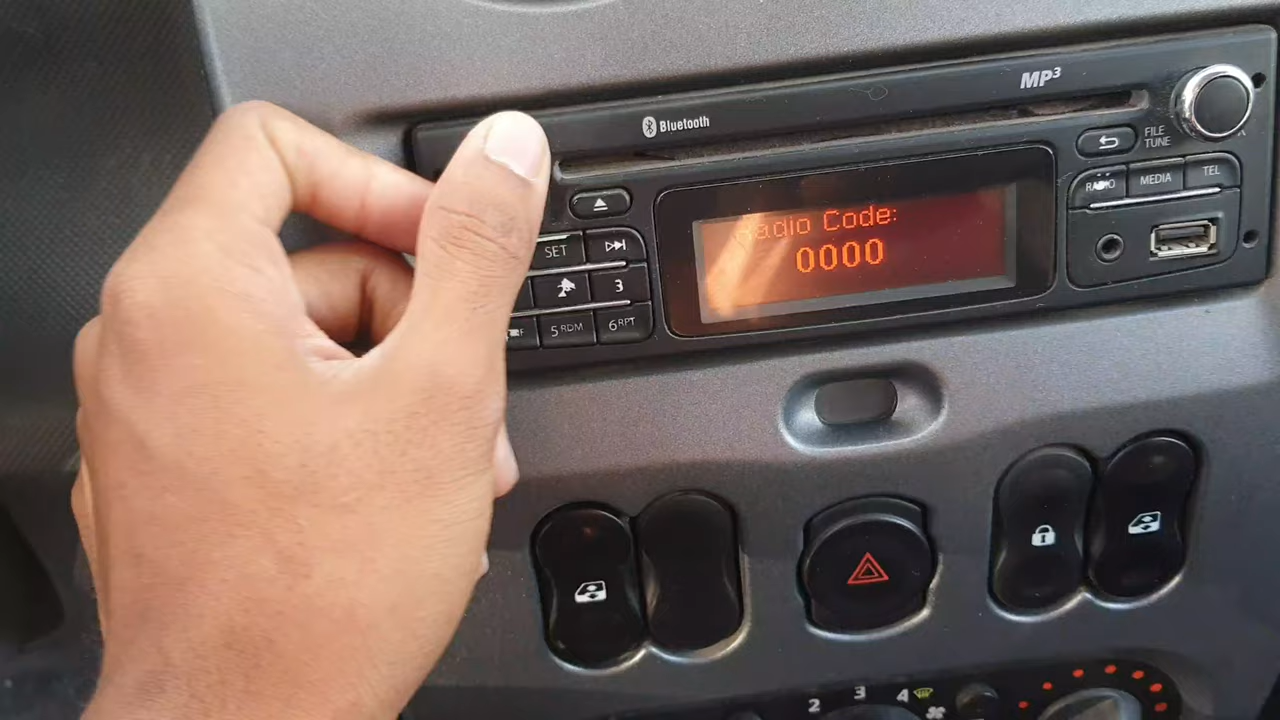 MP3
Bluetooth
FILE
TUNE
RADIO
MEDIA
TEL
Radio Code:
0000
SET
3
5 RDM
6 RPT
2
3
4